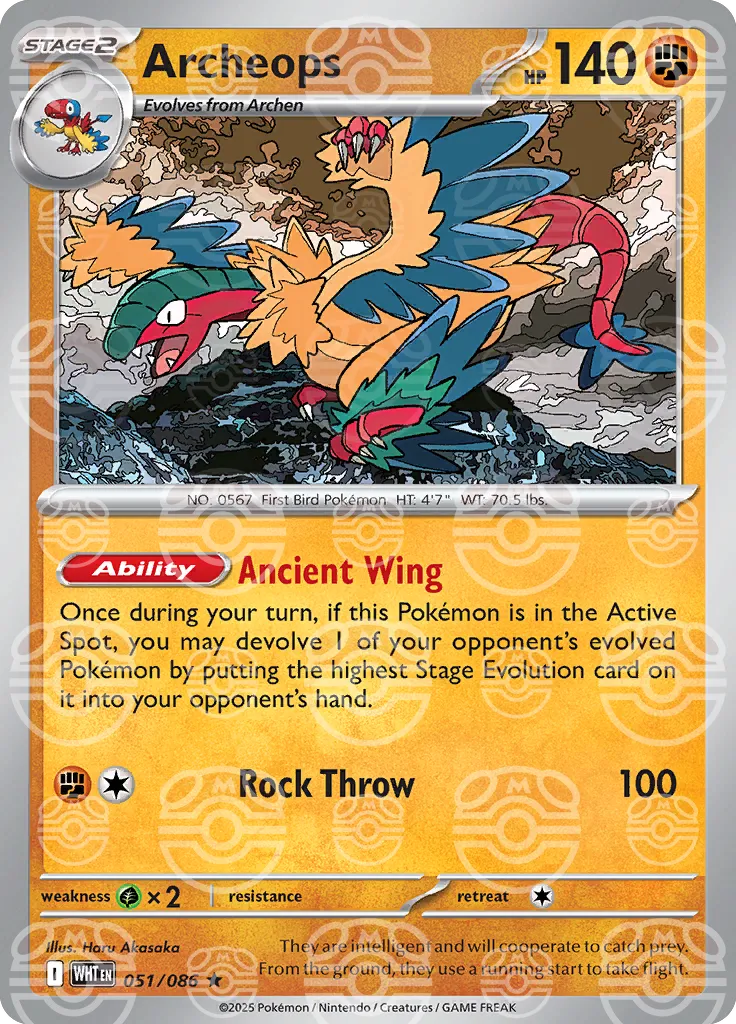 STAGE2
Archeops
HP 140
Evolves from Archen
NO. 0567 First Bird Pokémon HT: 4'7" WT: 70.5 lbs.
Ability Ancient Wing
Once during your turn, if this Pokémon is in the Active
Spot, you may devolve 1 of your opponent's evolved
Pokémon by putting the highest Stage Evolution card on
it into your opponent's hand.
Rock Throw 100
weakness ×2 resistance retreat
Illus. Haru Akasaka
They are intelligent and will cooperate to catch prey.
From the ground, they use a running start to take flight.
I WHT EN 051/086 ★
©2025 Pokémon / Nintendo / Creatures / GAME FREAK